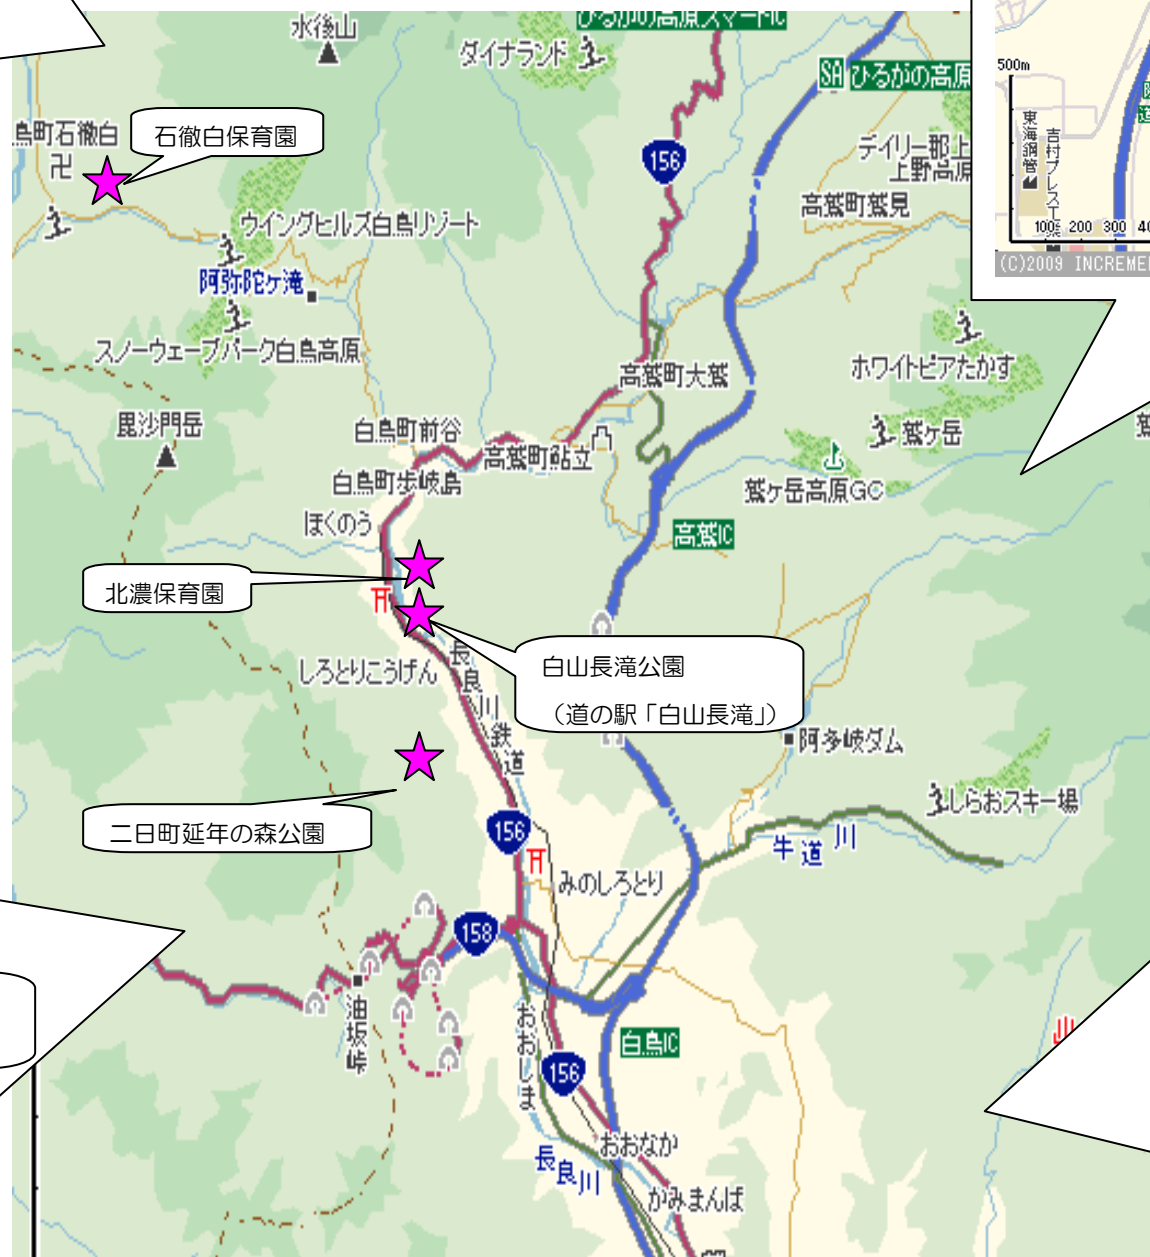 水後山
ダイナランド
ひるがの高原スマートIC
SA ひるがの高原
500m
東海鋼管
吉村プレス工業
100 200 300
(C)2009 INCREME
鳥町石徹白
石徹白保育園
156
デイリー郡上
上野高原
高鷲町鷲見
ウイングヒルズ白鳥リゾート
阿弥陀ヶ滝
スノーウェーブパーク白鳥高原
高鷲町大鷲
ホワイトピアたかす
毘沙門岳
白鳥町前谷
高鷲町鮎立
鷲ヶ岳
白鳥町歩岐島
鷲ヶ岳高原GC
ほくのう
高鷲IC
北濃保育園
白山長滝公園
(道の駅「白山長滝」)
しろとりこうげん
長良川鉄道
阿多岐ダム
二日町延年の森公園
しらおスキー場
156
牛道川
みのしろとり
158
油坂峠
おおしま
白鳥IC
156
おおなか
長良川
かみまんば